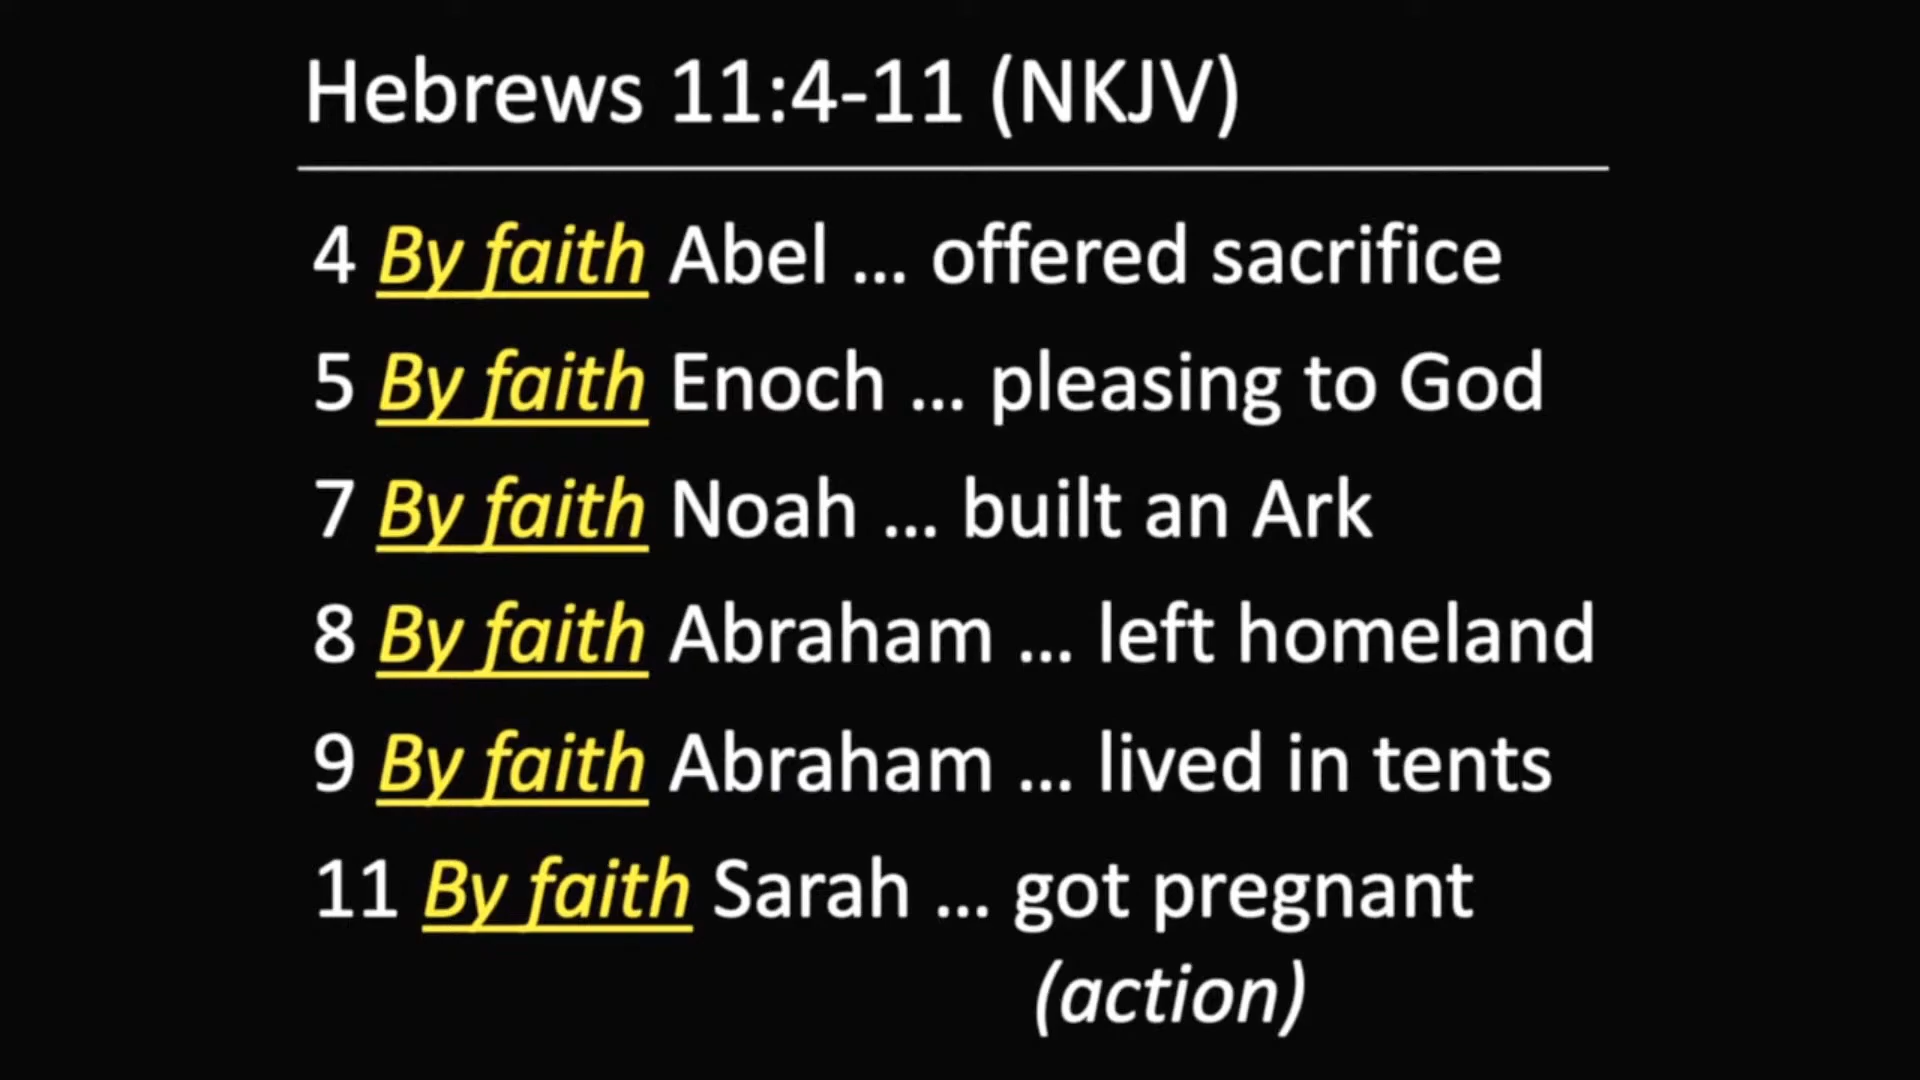 Hebrews 11:4-11 (NKJV)
4 By faith Abel ... offered sacrifice
5 By faith Enoch ... pleasing to God
7 By faith Noah ... built an Ark
8 By faith Abraham ... left homeland
9 By faith Abraham ... lived in tents
11 By faith Sarah ... got pregnant
(action)